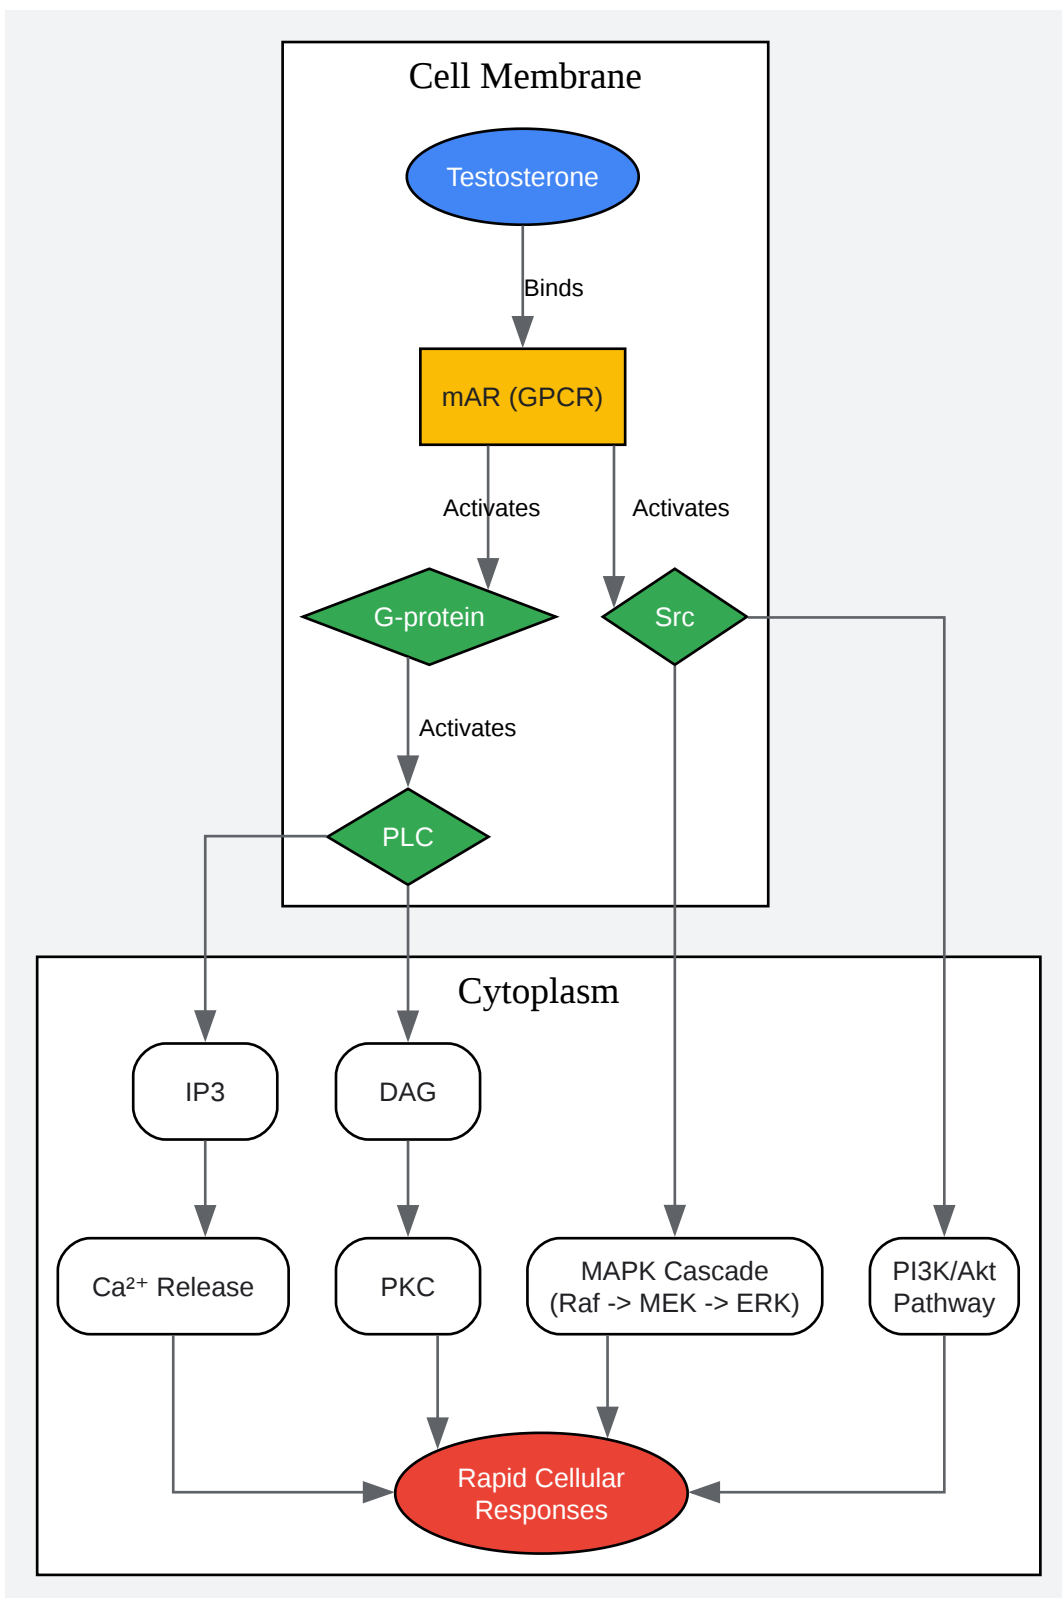 Cell Membrane
Testosterone
Binds
mAR (GPCR)
Activates
Activates
G-protein
Src
Activates
PLC
Cytoplasm
IP3
DAG
Ca²⁺ Release
PKC
MAPK Cascade
(Raf -> MEK -> ERK)
PI3K/Akt
Pathway
Rapid Cellular
Responses